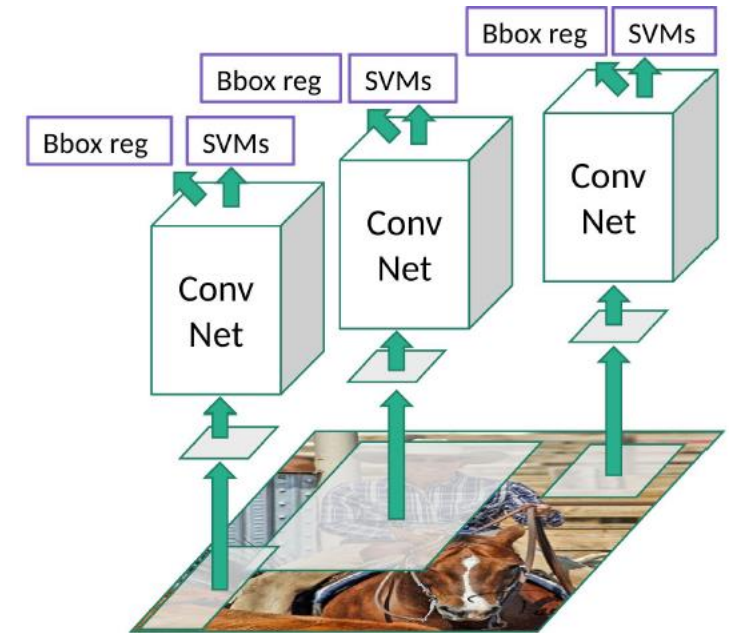 Bbox reg SVMs
Bbox reg SVMs
Bbox reg SVMs
Conv
Net
Conv
Net
Conv
Net